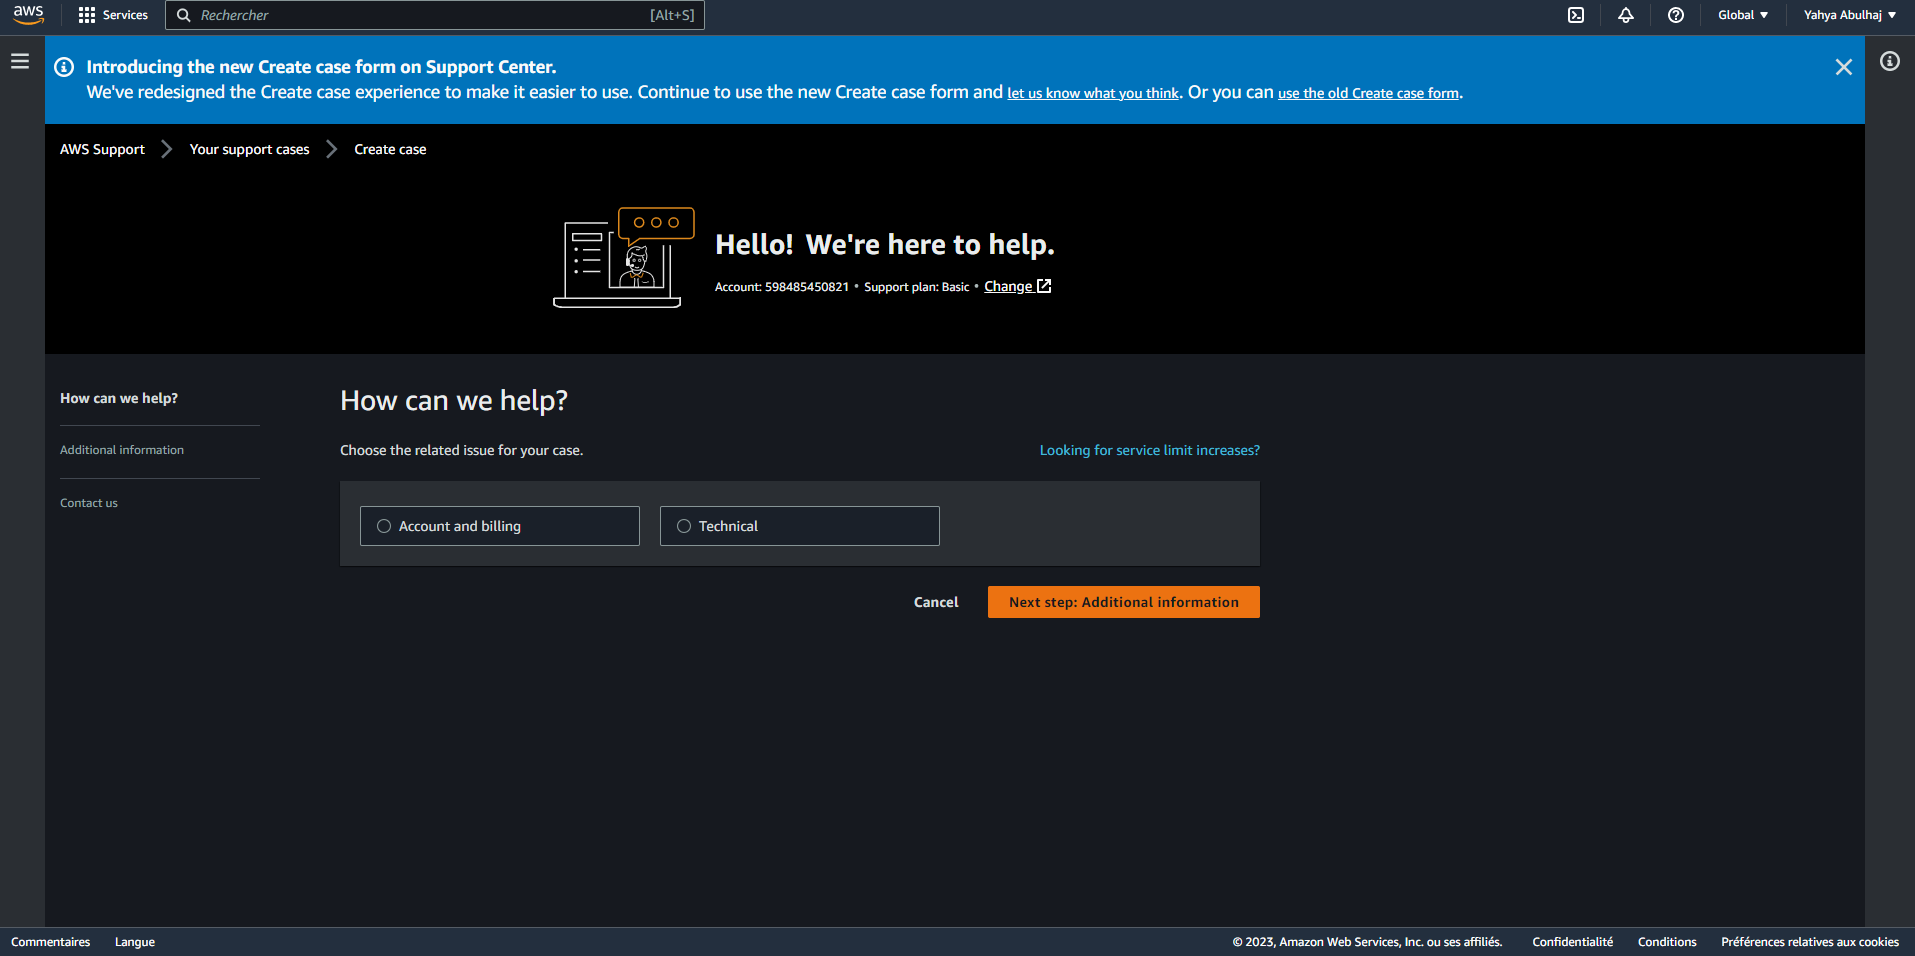 aws Services Rechercher [Alt+S] Global Yahya Abulhaj
Introducing the new Create case form on Support Center.
We've redesigned the Create case experience to make it easier to use. Continue to use the new Create case form and let us know what you think. Or you can use the old Create case form.
AWS Support Your support cases Create case
Hello! We're here to help.
Account: 598485450821 • Support plan: Basic • Change
How can we help?
Additional information
Contact us
How can we help?
Choose the related issue for your case. Looking for service limit increases?
Account and billing Technical
Cancel Next step: Additional information
Commentaires Langue © 2023, Amazon Web Services, Inc. ou ses affiliés. Confidentialité Conditions Préférences relatives aux cookies